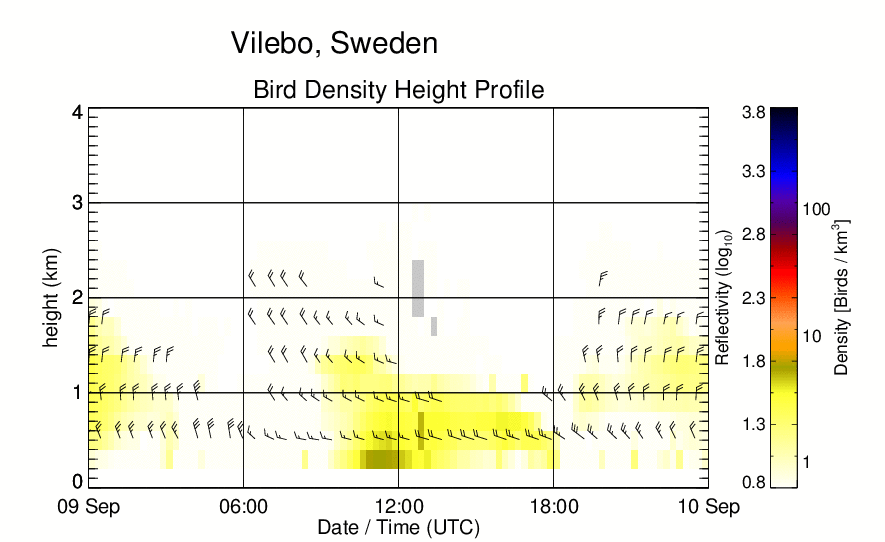 Vilebo, Sweden
Bird Density Height Profile
4
3
2
1
0
height (km)
09 Sep 06:00 12:00 18:00 10 Sep
Date / Time (UTC)
3.8
3.3
2.8
2.3
1.8
1.3
0.8
Reflectivity (log10)
100
10
1
Density [Birds / km3]